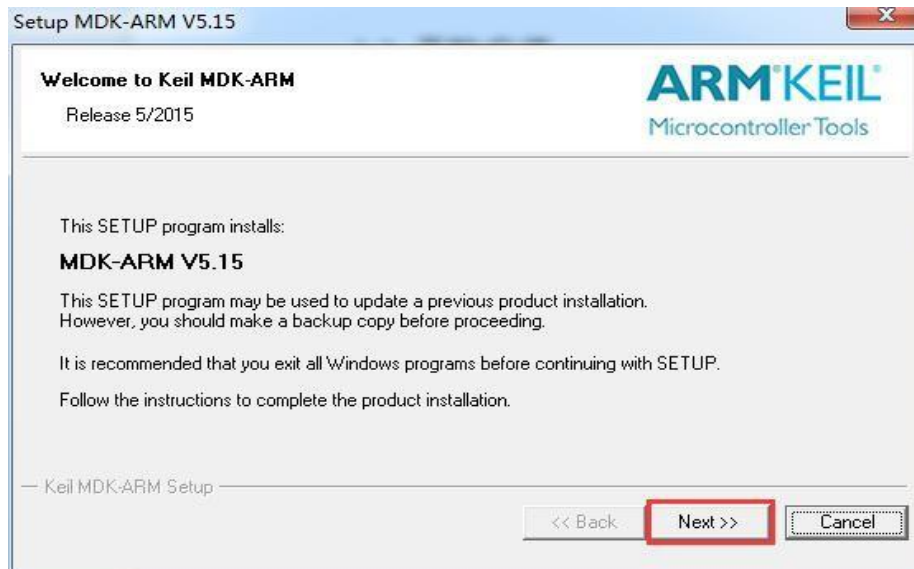 Setup MDK-ARM V5.15
Welcome to Keil MDK-ARM
Release 5/2015
ARM KEIL
Microcontroller Tools
This SETUP program installs:
MDK-ARM V5.15
This SETUP program may be used to update a previous product installation.
However, you should make a backup copy before proceeding.
It is recommended that you exit all Windows programs before continuing with SETUP.
Follow the instructions to complete the product installation.
Keil MDK-ARM Setup
<< Back Next >> Cancel